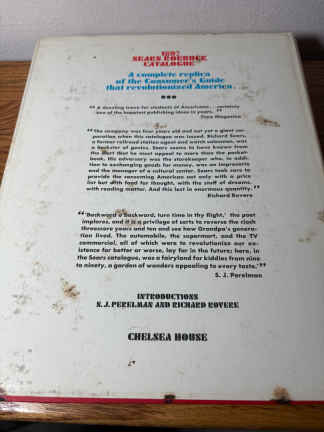 1897
SEARS ROEBUCK
CATALOGUE
A complete replica
of the Consumer's Guide
that revolutionized America.
●●●
"A dazzling trove for students of Americana... certainly
one of the happiest publishing ideas in years."
Time Magazine
"The company was four years old and not yet a giant cor-
poration when this catalogue was issued. Richard Sears,
a former railroad station agent and watch salesman, was
a huckster of genius. Sears seems to have known from
the start that he must appeal to more than the pocket-
book. His adversary was the storekeeper who, in addi-
tion to exchanging goods for money, was an impresario
and the manager of a cultural center. Sears took care to
provide the consuming American not only with a price
list but with food for thought, with the stuff of dreams,
with reading matter. And this last in enormous quantity."
Richard Rovere
"'Backward o'Backward, turn time in thy flight,' the poet
implores, and it is a privilege of sorts to reverse the clock
threescore years and ten and see how Grandpa's genera-
tion lived. The automobile, the supermart, and the TV
commercial, all of which were to revolutionize our ex-
istence for better or worse, lay far in the future; here, in
the Sears catalogue, was a fairyland for kiddies from nine
to ninety, a garden of wonders appealing to every taste."
S. J. Perelman
INTRODUCTIONS
S. J. PERELMAN AND RICHARD ROVERE
CHELSEA HOUSE